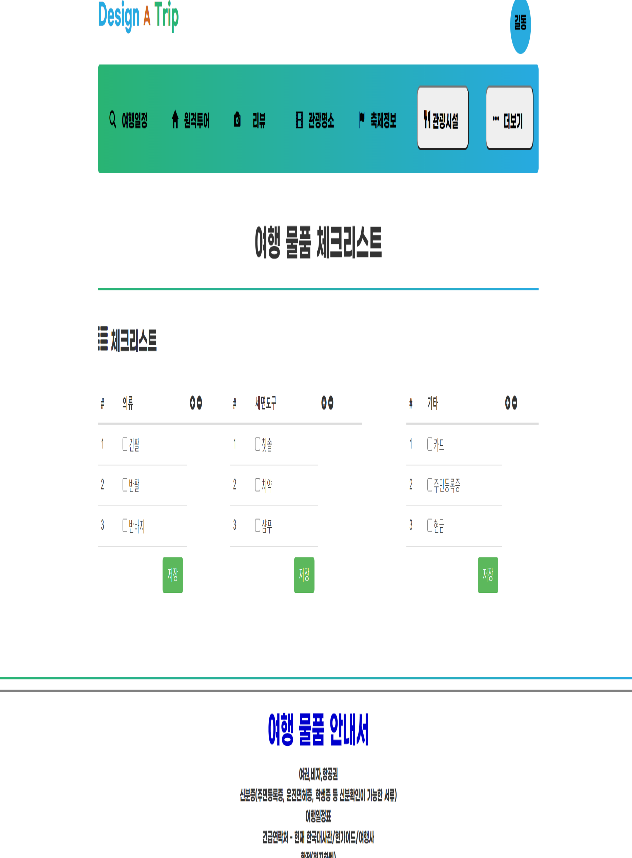 Design A Trip
길동
여행일정 원격투어 리뷰 관광명소 축제정보 관광시설 더보기
여행 물품 체크리스트
체크리스트
# 의류 # 세면도구 # 기타
1 긴팔 1 칫솔 1 카드
2 반팔 2 치약 2 주민등록증
3 반바지 3 샴푸 3 현금
저장 저장 저장
여행 물품 안내서
여권,비자,항공권
신분증(주민등록증, 운전면허증, 학생증 등 신분확인이 가능한 서류)
여행일정표
긴급연락처 - 현재 한국대사관/현기이드/여행사